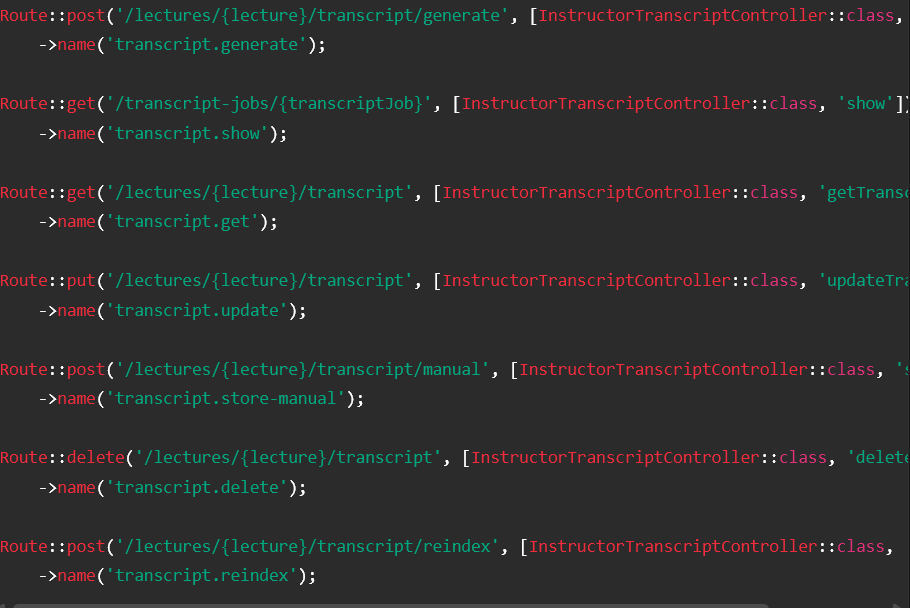 Route::post('/lectures/{lecture}/transcript/generate', [InstructorTranscriptController::class,
->name('transcript.generate');
Route::get('/transcript-jobs/{transcriptJob}', [InstructorTranscriptController::class, 'show'])
->name('transcript.show');
Route::get('/lectures/{lecture}/transcript', [InstructorTranscriptController::class, 'getTransc
->name('transcript.get');
Route::put('/lectures/{lecture}/transcript', [InstructorTranscriptController::class, 'updateTra
->name('transcript.update');
Route::post('/lectures/{lecture}/transcript/manual', [InstructorTranscriptController::class, 's
->name('transcript.store-manual');
Route::delete('/lectures/{lecture}/transcript', [InstructorTranscriptController::class, 'delete
->name('transcript.delete');
Route::post('/lectures/{lecture}/transcript/reindex', [InstructorTranscriptController::class,
->name('transcript.reindex');